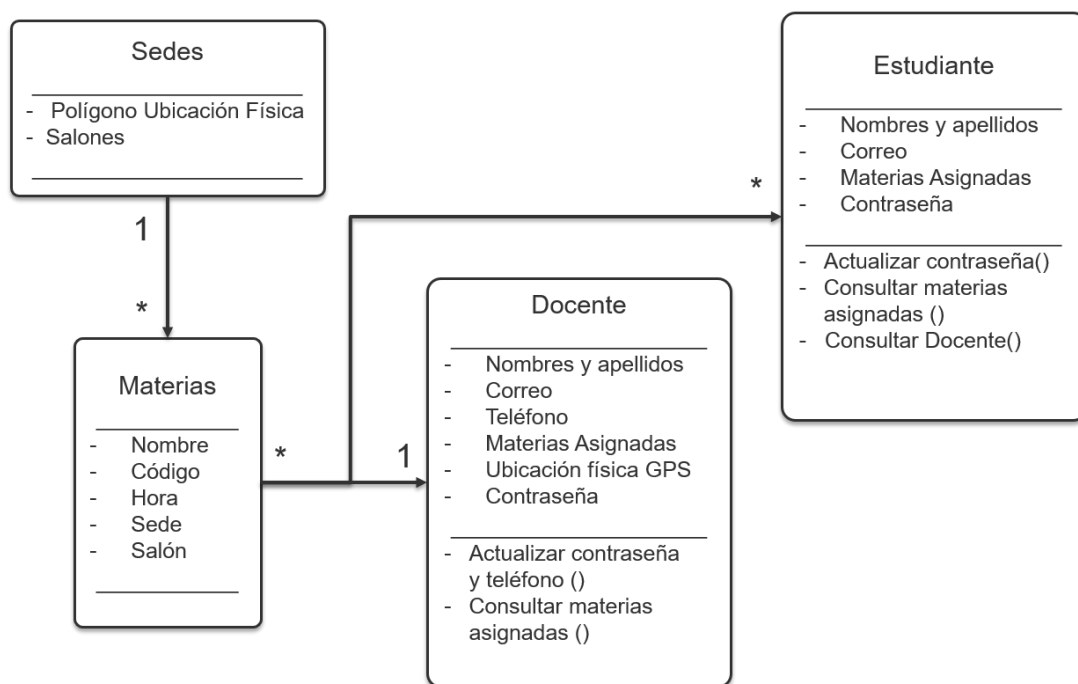 Sedes
- Polígono Ubicación Física
- Salones
1
*
Materias
- Nombre
- Código
- Hora
- Sede
- Salón
*
1
*
Docente
- Nombres y apellidos
- Correo
- Teléfono
- Materias Asignadas
- Ubicación física GPS
- Contraseña
- Actualizar contraseña
y teléfono ()
- Consultar materias
asignadas ()
Estudiante
- Nombres y apellidos
- Correo
- Materias Asignadas
- Contraseña
- Actualizar contraseña()
- Consultar materias
asignadas ()
- Consultar Docente()